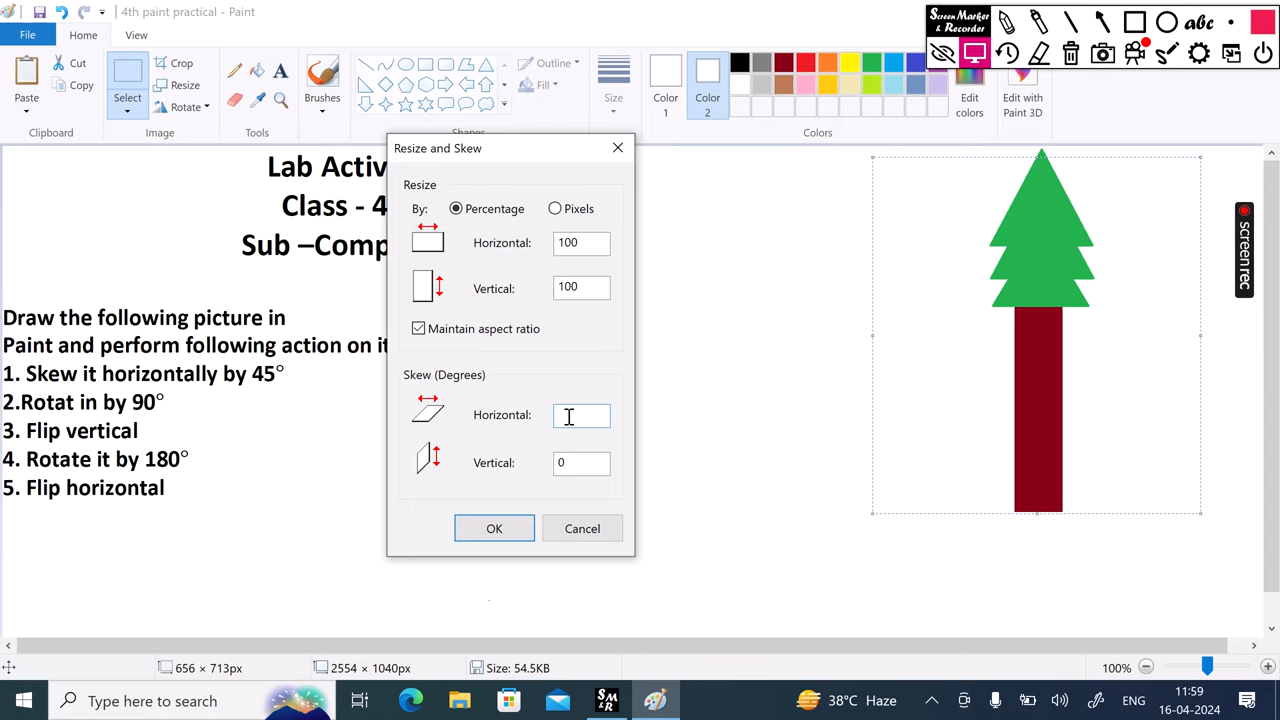 4th paint practical - Paint
File
Home
View
Paste
Cut
Copy
Clipboard
Select
Crop
Resize
Rotate
Image
Tools
Brushes
Shapes
Outline
Fill
Size
Color 1
Color 2
Colors
Edit colors
Edit with Paint 3D
Screen Marker & Recorder
abc
screen rec
Lab Activ
Class - 4
Sub –Comp
Draw the following picture in
Paint and perform following action on it
1. Skew it horizontally by 45°
2.Rotat in by 90°
3. Flip vertical
4. Rotate it by 180°
5. Flip horizontal
Resize and Skew
Resize
By:
Percentage
Pixels
Horizontal:
100
Vertical:
100
Maintain aspect ratio
Skew (Degrees)
Horizontal:
Vertical:
0
OK
Cancel
656 × 713px
2554 × 1040px
Size: 54.5KB
100%
Type here to search
SM &R
38°C Haze
ENG
11:59
16-04-2024